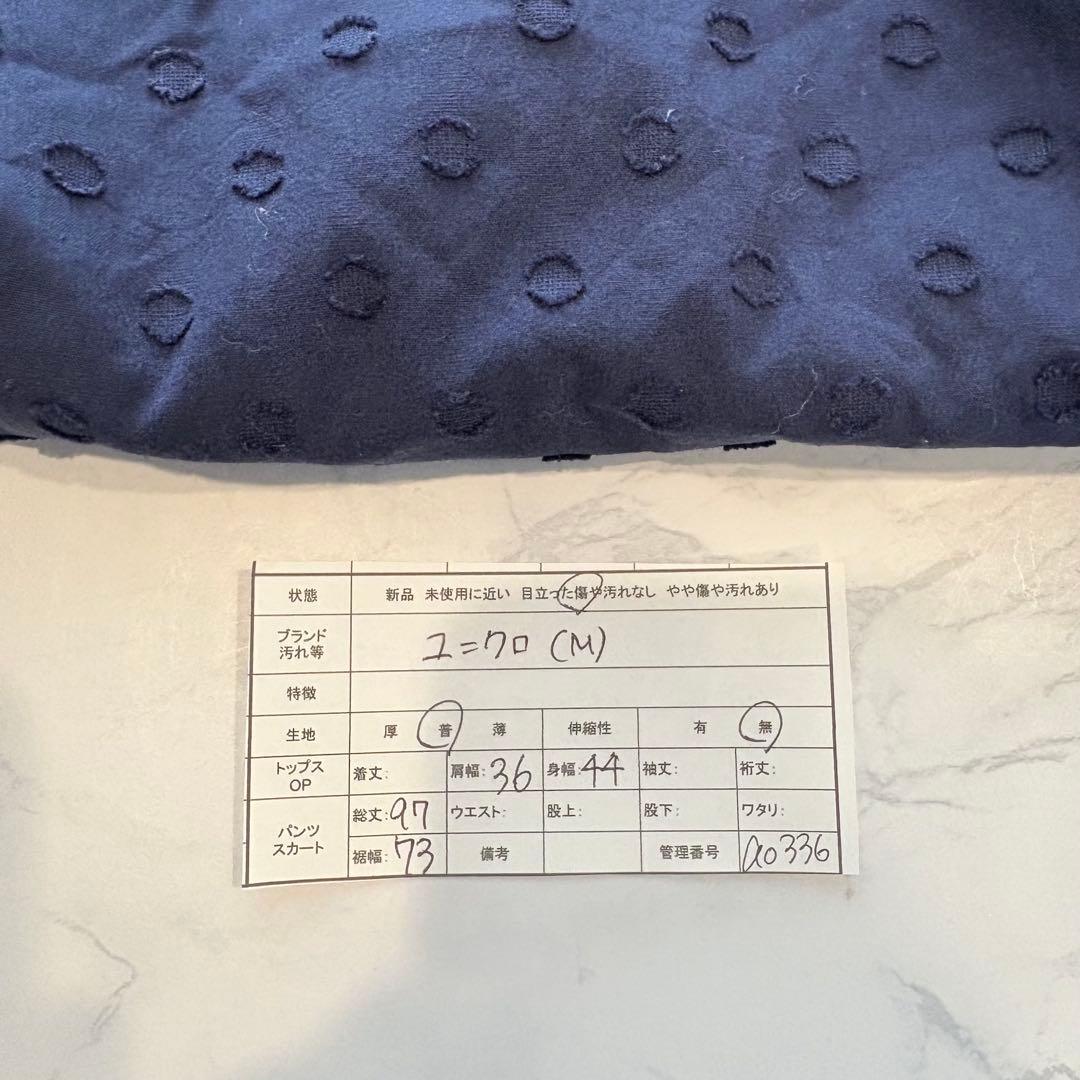 状態 新品 未使用に近い 目立った傷や汚れなし やや傷や汚れあり
ブランド ユニクロ (M)
汚れ等
特徴
生地 厚 普 薄 伸縮性 有 無
トップス 着丈: 肩幅:36 身幅:44 袖丈: 裄丈:
OP
パンツ 総丈:97 ウエスト: 股上: 股下: ワタリ:
スカート 裾幅:73 備考 管理番号 a0336